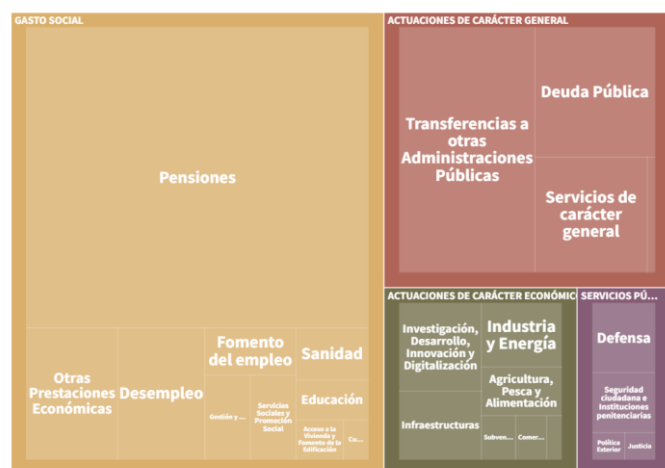 GASTO SOCIAL
Pensiones
Otras
Prestaciones
Económicas
Desempleo
Fomento
del empleo
Gestión y ...
Servicios
Sociales y
Promoción
Social
Sanidad
Educación
Acceso a la
Vivienda y
Fomento de la
Edificación
Co...
ACTUACIONES DE CARÁCTER GENERAL
Transferencias a
otras
Administraciones
Públicas
Deuda Pública
Servicios de
carácter
general
ACTUACIONES DE CARÁCTER ECONÓMIC
Investigación,
Desarrollo,
Innovación y
Digitalización
Infraestructuras
Industria
y Energía
Agricultura,
Pesca y
Alimentación
Subven...
Comer...
SERVICIOS PÚ...
Defensa
Seguridad
ciudadana e
Instituciones
penitenciarias
Política
Exterior
Justicia